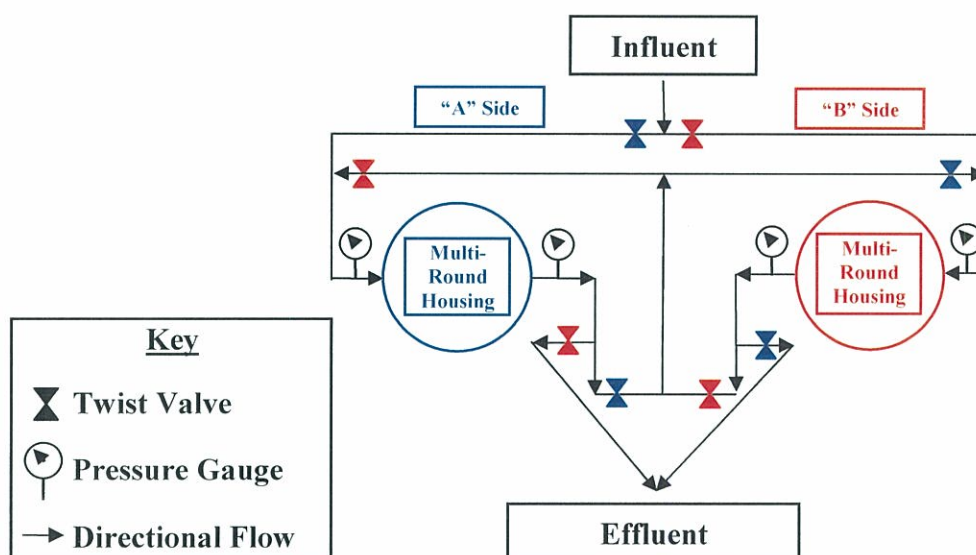 Influent
“A” Side
“B” Side
Multi-
Round
Housing
Multi-
Round
Housing
Key
Twist Valve
Pressure Gauge
Directional Flow
Effluent